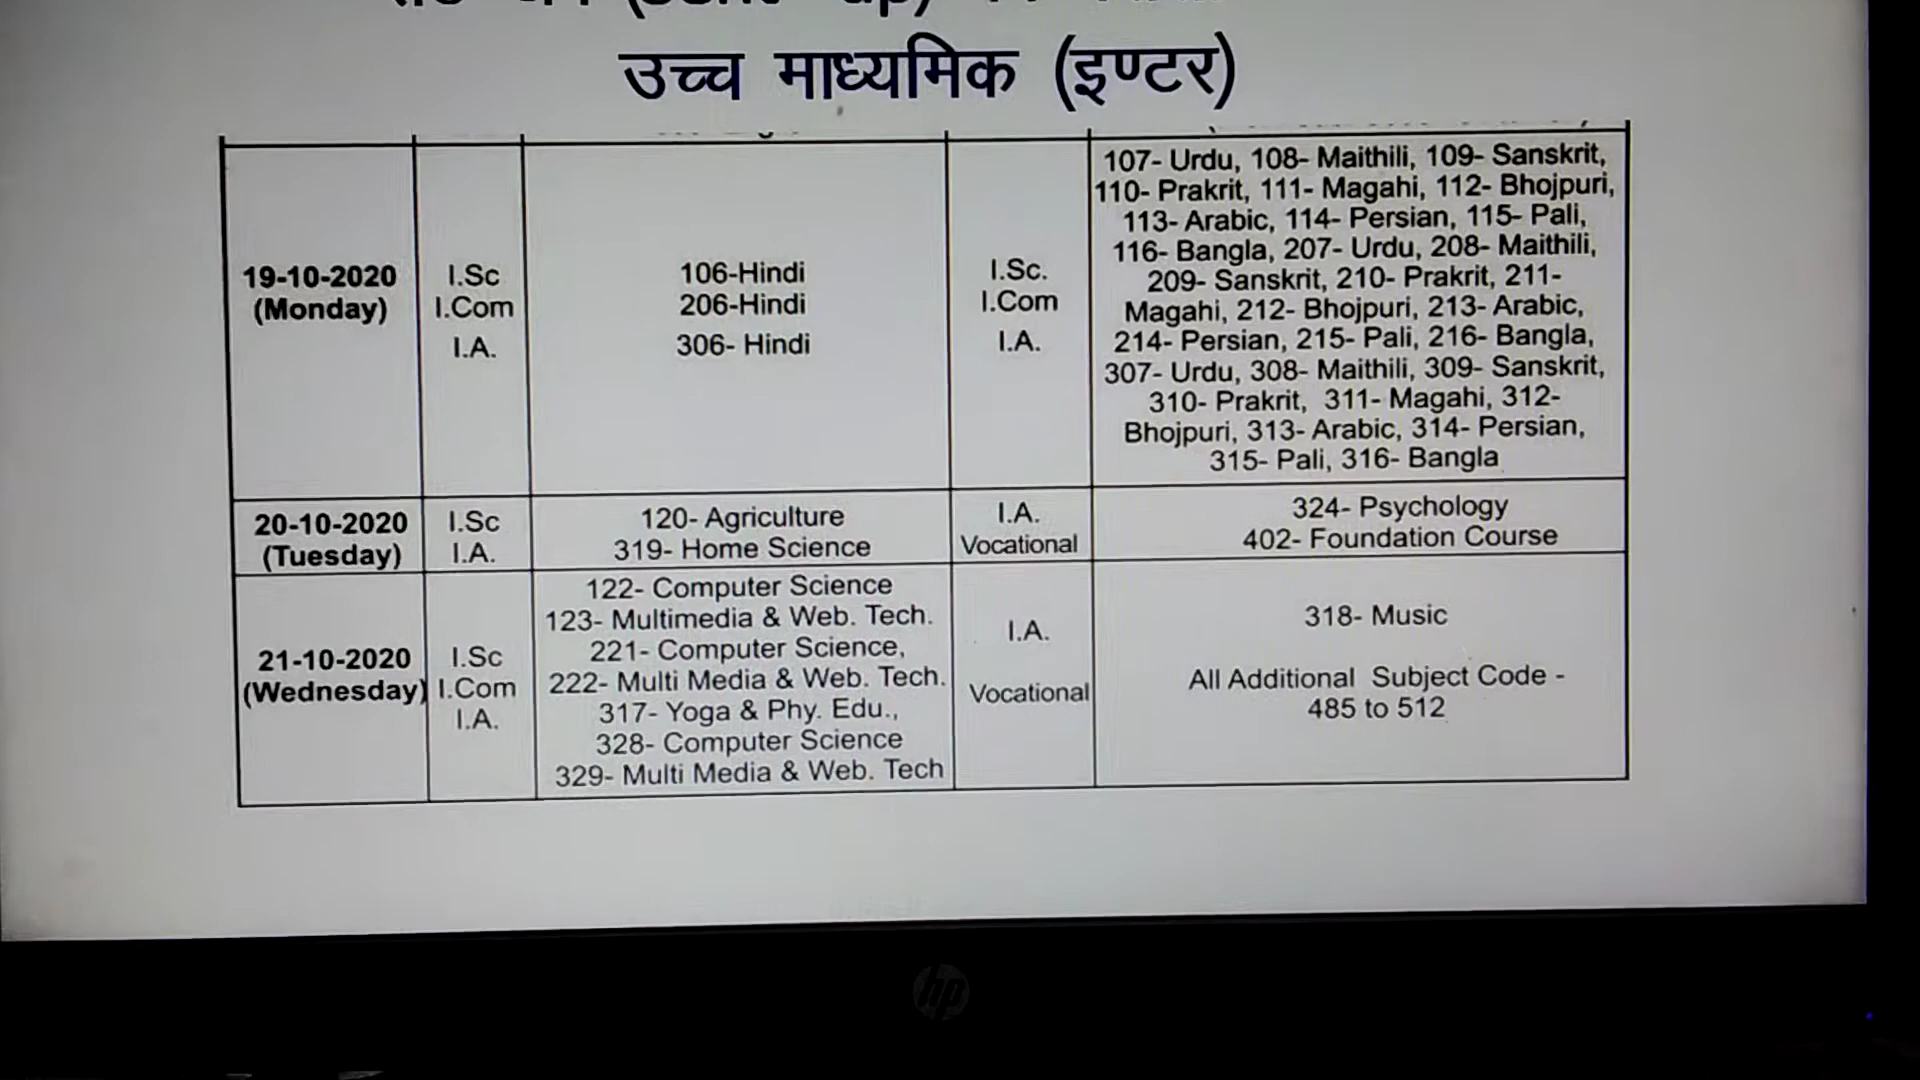 उच्च माध्यमिक (इण्टर)
19-10-2020
(Monday)
I.Sc
I.Com
I.A.
106-Hindi
206-Hindi
306- Hindi
I.Sc.
I.Com
I.A.
107- Urdu, 108- Maithili, 109- Sanskrit,
110- Prakrit, 111- Magahi, 112- Bhojpuri,
113- Arabic, 114- Persian, 115- Pali,
116- Bangla, 207- Urdu, 208- Maithili,
209- Sanskrit, 210- Prakrit, 211-
Magahi, 212- Bhojpuri, 213- Arabic,
214- Persian, 215- Pali, 216- Bangla,
307- Urdu, 308- Maithili, 309- Sanskrit,
310- Prakrit, 311- Magahi, 312-
Bhojpuri, 313- Arabic, 314- Persian,
315- Pali, 316- Bangla
20-10-2020
(Tuesday)
I.Sc
I.A.
120- Agriculture
319- Home Science
I.A.
Vocational
324- Psychology
402- Foundation Course
21-10-2020
(Wednesday)
I.Sc
I.Com
I.A.
122- Computer Science
123- Multimedia & Web. Tech.
221- Computer Science,
222- Multi Media & Web. Tech.
317- Yoga & Phy. Edu.,
328- Computer Science
329- Multi Media & Web. Tech
I.A.
Vocational
318- Music
All Additional Subject Code -
485 to 512
hp